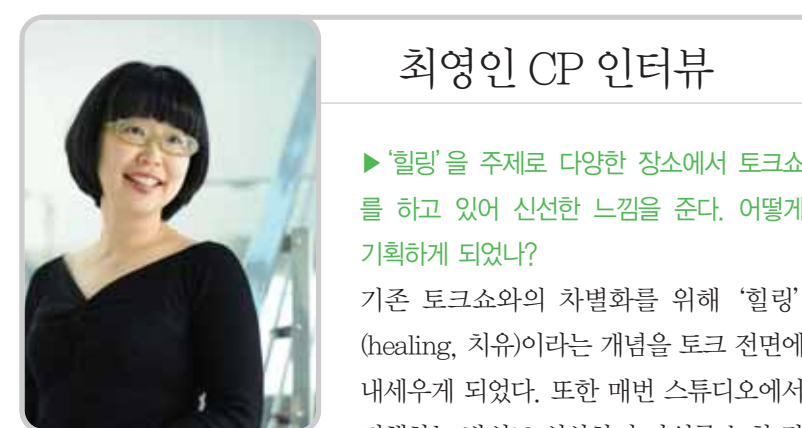 최영인 CP 인터뷰
▶‘힐링’을 주제로 다양한 장소에서 토크쇼
를 하고 있어 신선한 느낌을 준다. 어떻게
기획하게 되었나?
기존 토크쇼와의 차별화를 위해 ‘힐링’
(healing, 치유)이라는 개념을 토크 전면에
내세우게 되었다. 또한 매번 스튜디오에서